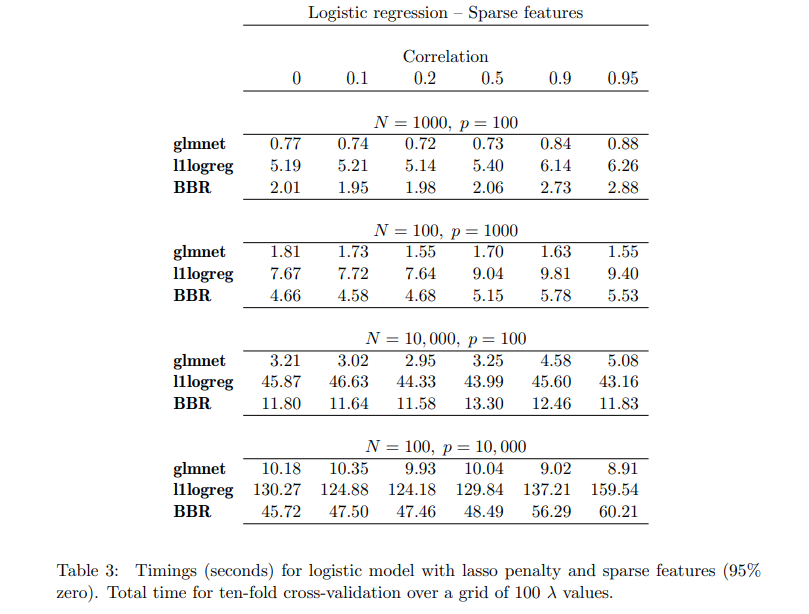 Logistic regression – Sparse features
Correlation
0 0.1 0.2 0.5 0.9 0.95
N = 1000, p = 100
glmnet 0.77 0.74 0.72 0.73 0.84 0.88
l1logreg 5.19 5.21 5.14 5.40 6.14 6.26
BBR 2.01 1.95 1.98 2.06 2.73 2.88
N = 100, p = 1000
glmnet 1.81 1.73 1.55 1.70 1.63 1.55
l1logreg 7.67 7.72 7.64 9.04 9.81 9.40
BBR 4.66 4.58 4.68 5.15 5.78 5.53
N = 10,000, p = 100
glmnet 3.21 3.02 2.95 3.25 4.58 5.08
l1logreg 45.87 46.63 44.33 43.99 45.60 43.16
BBR 11.80 11.64 11.58 13.30 12.46 11.83
N = 100, p = 10,000
glmnet 10.18 10.35 9.93 10.04 9.02 8.91
l1logreg 130.27 124.88 124.18 129.84 137.21 159.54
BBR 45.72 47.50 47.46 48.49 56.29 60.21
Table 3: Timings (seconds) for logistic model with lasso penalty and sparse features (95%
zero). Total time for ten-fold cross-validation over a grid of 100 λ values.